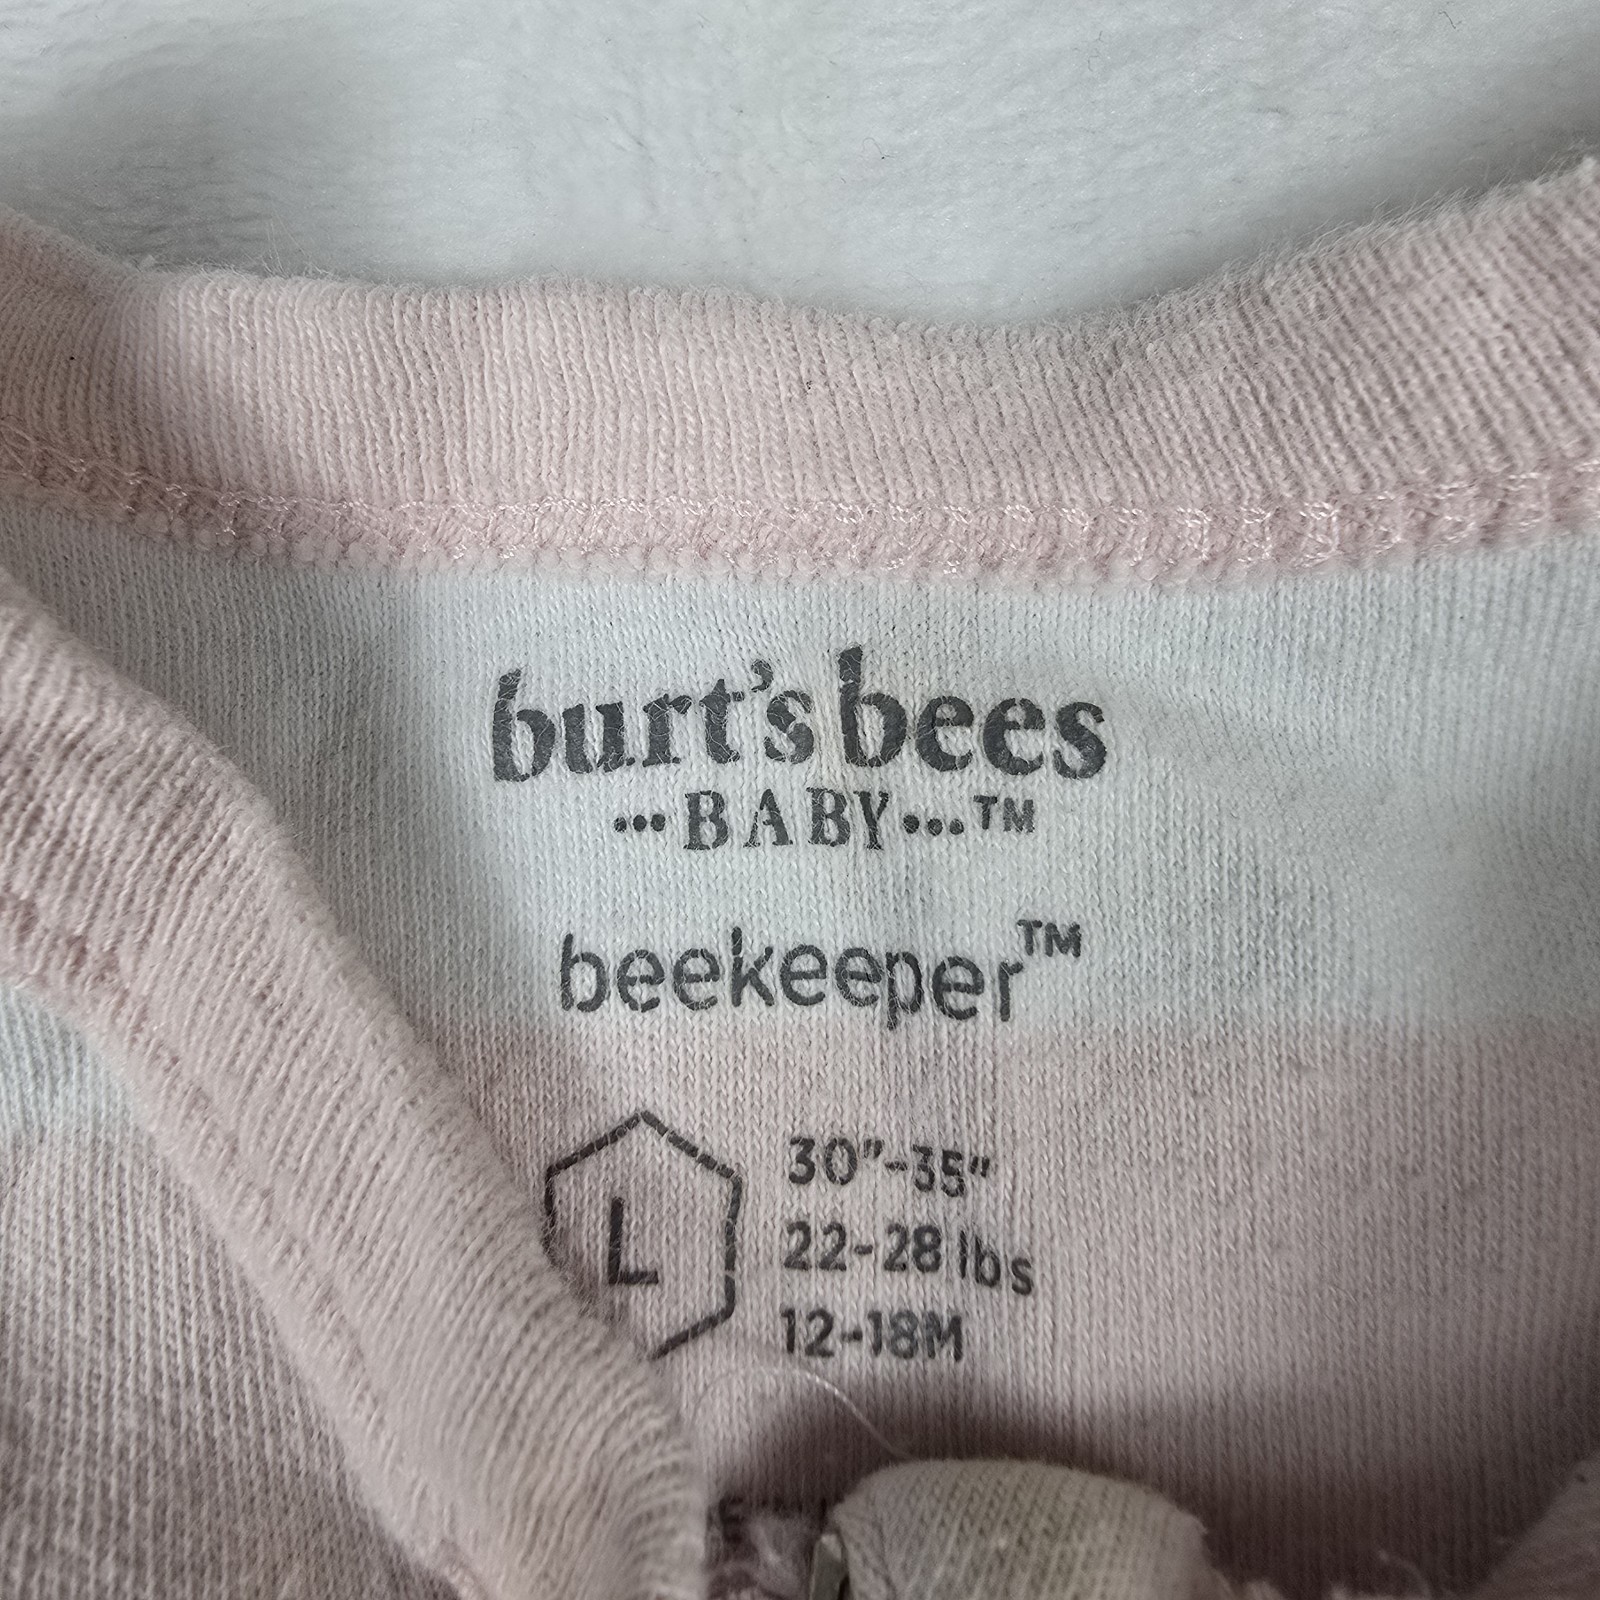 burt's bees
•••BABY•••™
beekeeper™
L
30"-35"
22-28 lbs
12-18M